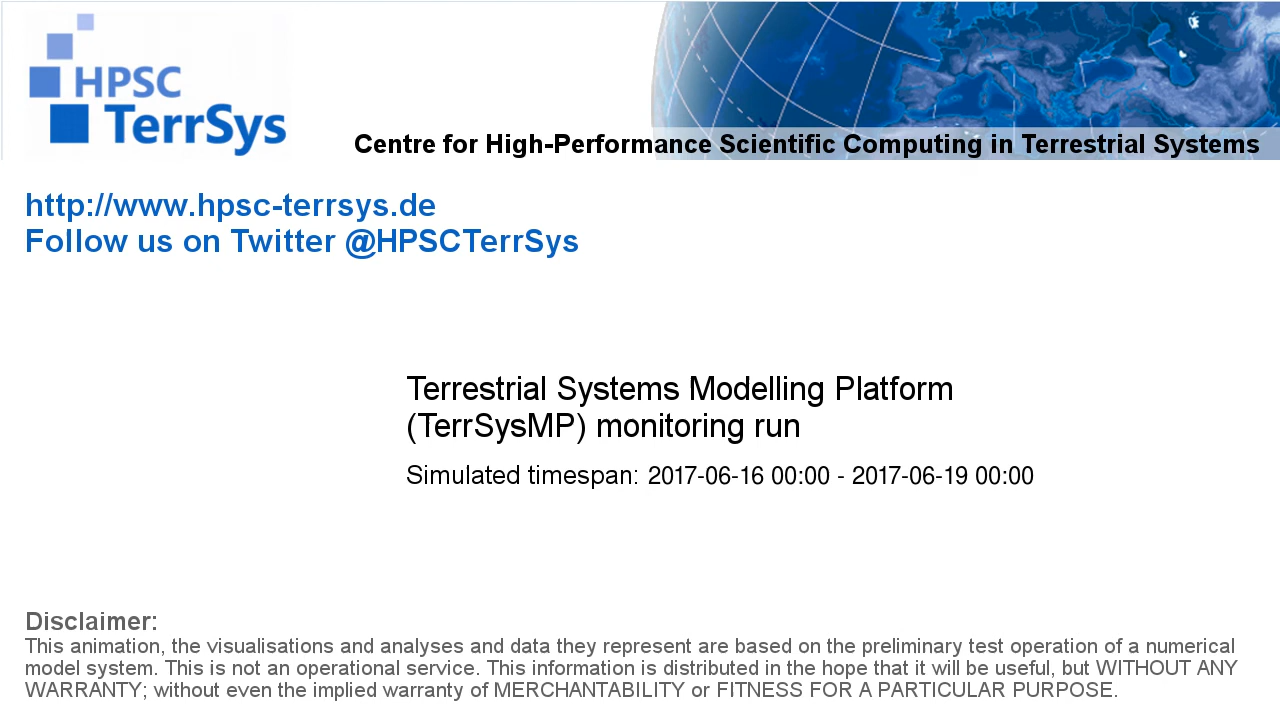 HPSC
TerrSys
Centre for High-Performance Scientific Computing in Terrestrial Systems
http://www.hpsc-terrsys.de
Follow us on Twitter @HPSCTerrSys
Terrestrial Systems Modelling Platform
(TerrSysMP) monitoring run
Simulated timespan: 2017-06-16 00:00 - 2017-06-19 00:00
Disclaimer:
This animation, the visualisations and analyses and data they represent are based on the preliminary test operation of a numerical
model system. This is not an operational service. This information is distributed in the hope that it will be useful, but WITHOUT ANY
WARRANTY; without even the implied warranty of MERCHANTABILITY or FITNESS FOR A PARTICULAR PURPOSE.